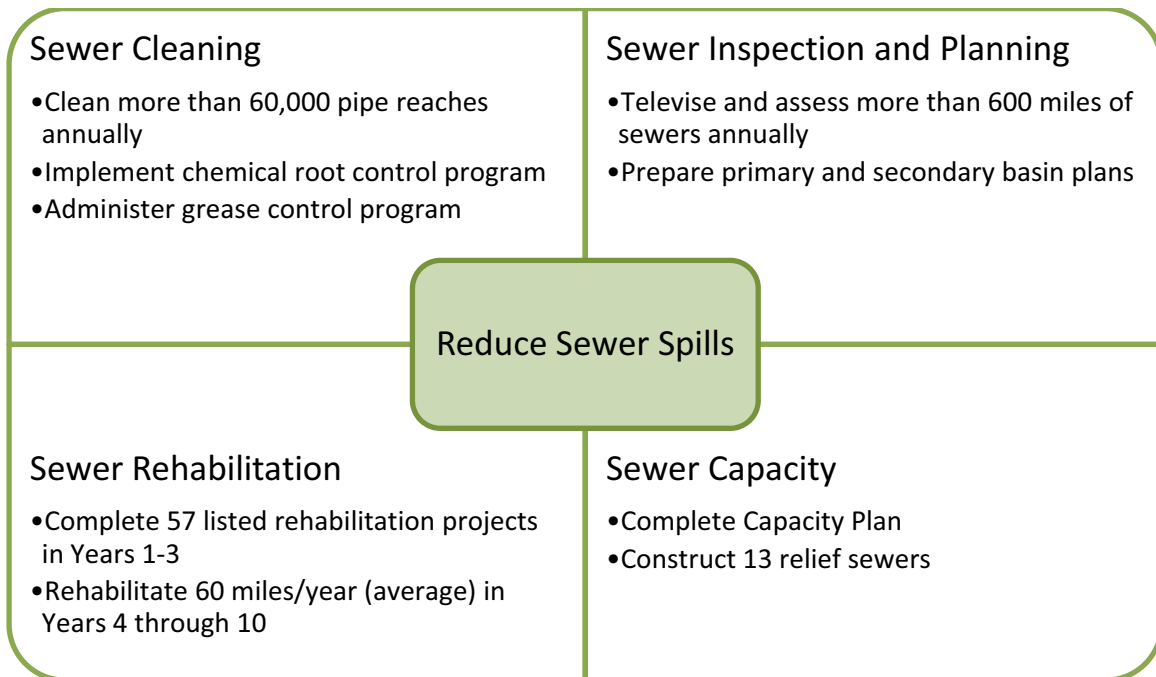 Sewer Cleaning
•Clean more than 60,000 pipe reaches
annually
•Implement chemical root control program
•Administer grease control program
Sewer Inspection and Planning
•Televise and assess more than 600 miles of
sewers annually
•Prepare primary and secondary basin plans
Reduce Sewer Spills
Sewer Rehabilitation
•Complete 57 listed rehabilitation projects
in Years 1-3
•Rehabilitate 60 miles/year (average) in
Years 4 through 10
Sewer Capacity
•Complete Capacity Plan
•Construct 13 relief sewers